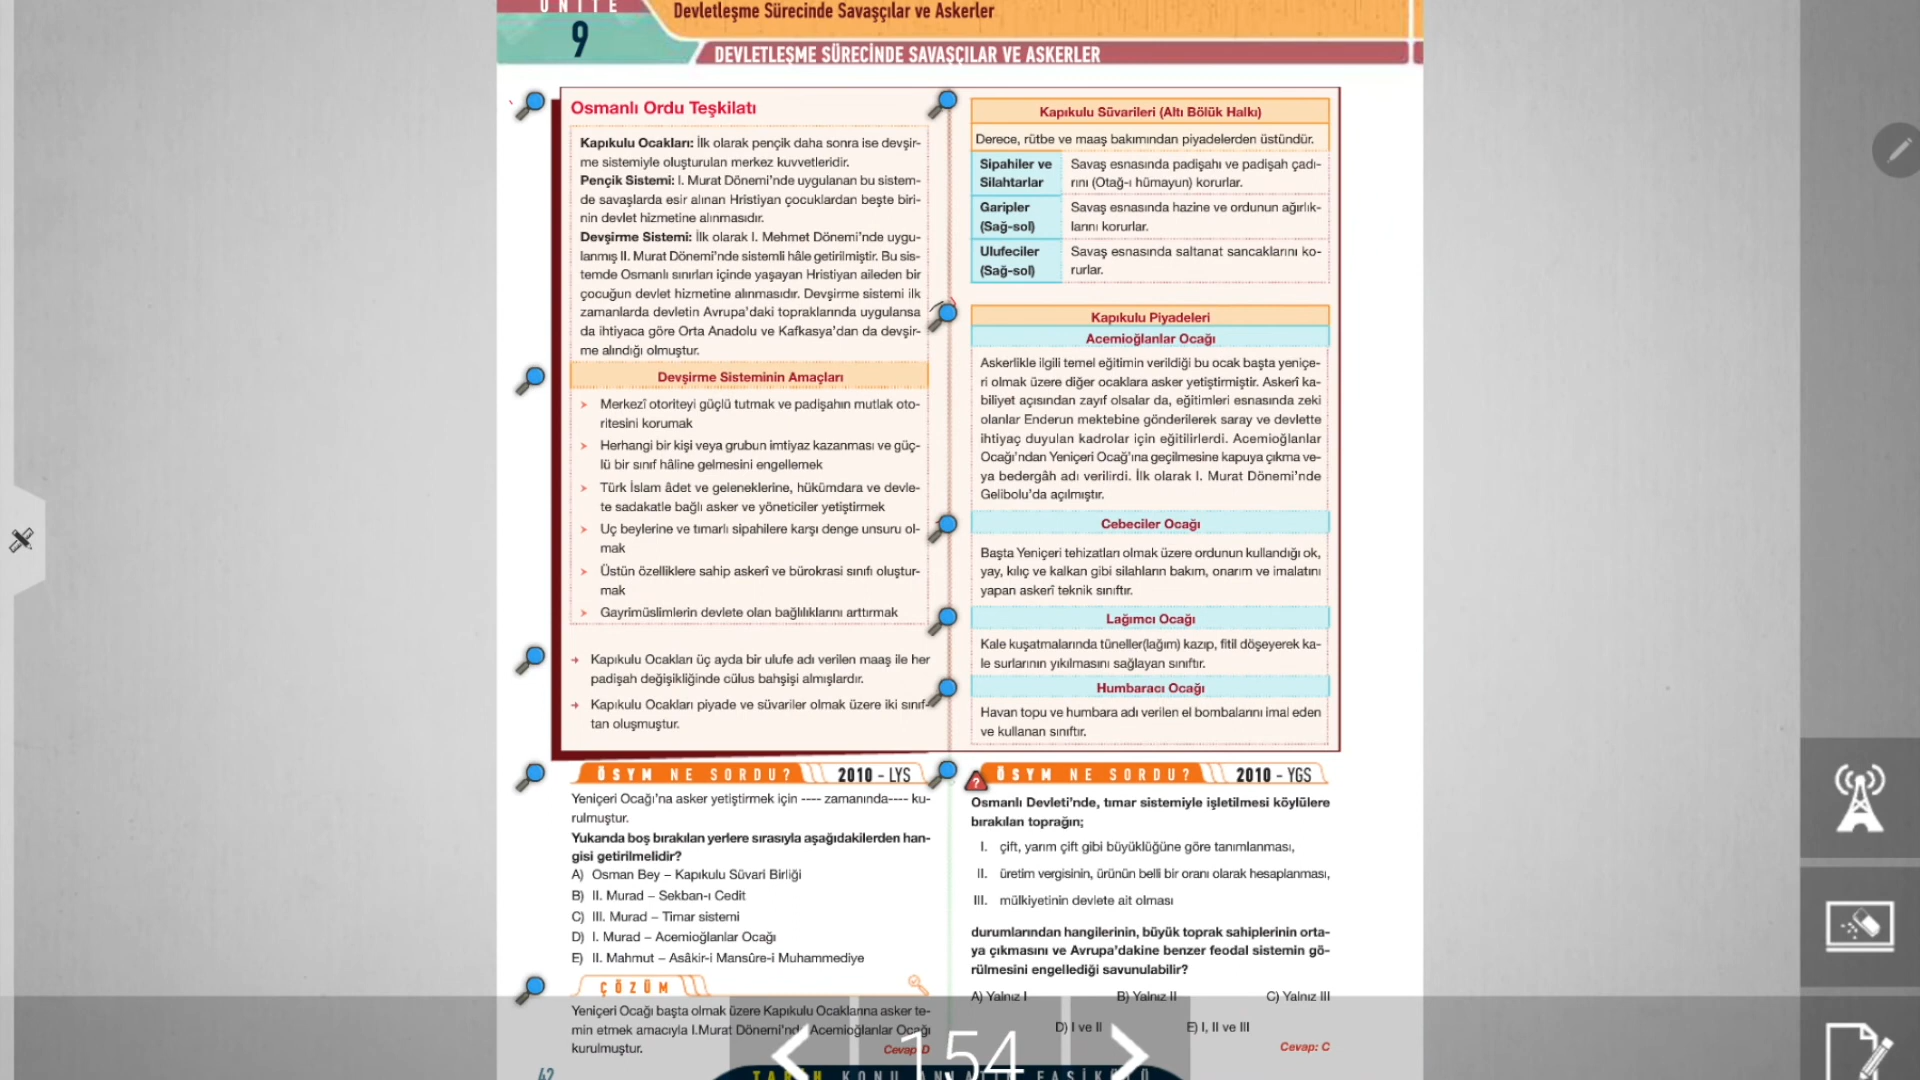 ÜNİTE
9
Devletleşme Sürecinde Savaşçılar ve Askerler
DEVLETLEŞME SÜRECİNDE SAVAŞÇILAR VE ASKERLER
Osmanlı Ordu Teşkilatı
Kapıkulu Ocakları: İlk olarak pençik daha sonra ise devşir-
me sistemiyle oluşturulan merkez kuvvetleridir.
Pençik Sistemi: I. Murat Dönemi'nde uygulanan bu sistem-
de savaşlarda esir alınan Hristiyan çocuklardan beşte biri-
nin devlet hizmetine alınmasıdır.
Devşirme Sistemi: İlk olarak I. Mehmet Dönemi'nde uygu-
lanmış II. Murat Dönemi'nde sistemli hâle getirilmiştir. Bu sis-
temde Osmanlı sınırları içinde yaşayan Hristiyan aileden bir
çocuğun devlet hizmetine alınmasıdır. Devşirme sistemi ilk
zamanlarda devletin Avrupa'daki topraklarında uygulansa
da ihtiyaca göre Orta Anadolu ve Kafkasya'dan da devşir-
me alındığı olmuştur.
Devşirme Sisteminin Amaçları
➤ Merkezî otoriteyi güçlü tutmak ve padişahın mutlak oto-
ritesini korumak
➤ Herhangi bir kişi veya grubun imtiyaz kazanması ve güç-
lü bir sınıf hâline gelmesini engellemek
➤ Türk İslam âdet ve geleneklerine, hükümdara ve devle-
te sadakatle bağlı asker ve yöneticiler yetiştirmek
➤ Uç beylerine ve tımarlı sipahilere karşı denge unsuru ol-
mak
➤ Üstün özelliklere sahip askerî ve bürokrasi sınıfı oluştur-
mak
➤ Gayrimüslimlerin devlete olan bağlılıklarını arttırmak
→ Kapıkulu Ocakları üç ayda bir ulufe adı verilen maaş ile her
padişah değişikliğinde cülus bahşişi almışlardır.
→ Kapıkulu Ocakları piyade ve süvariler olmak üzere iki sınıf-
tan oluşmuştur.
ÖSYM NE SORDU? 2010 - LYS
Yeniçeri Ocağı'na asker yetiştirmek için ---- zamanında---- ku-
rulmuştur.
Yukarıda boş bırakılan yerlere sırasıyla aşağıdakilerden han-
gisi getirilmelidir?
A) Osman Bey – Kapıkulu Süvari Birliği
B) II. Murad – Sekban-ı Cedit
C) III. Murad – Tımar sistemi
D) I. Murad – Acemioğlanlar Ocağı
E) II. Mahmut – Asâkir-i Mansûre-i Muhammediye
ÇÖZÜM
Yeniçeri Ocağı başta olmak üzere Kapıkulu Ocaklarına asker te-
min etmek amacıyla I.Murat Dönemi'nde Acemioğlanlar Ocağı
kurulmuştur.
Cevap D
Kapıkulu Süvarileri (Altı Bölük Halkı)
Derece, rütbe ve maaş bakımından piyadelerden üstündür.
Sipahiler ve Silahtarlar
Savaş esnasında padişahı ve padişah çadı-
rını (Otağ-ı hümayun) korurlar.
Garipler (Sağ-sol)
Savaş esnasında hazine ve ordunun ağırlık-
larını korurlar.
Ulufeciler (Sağ-sol)
Savaş esnasında saltanat sancaklarını ko-
rurlar.
Kapıkulu Piyadeleri
Acemioğlanlar Ocağı
Askerlikle ilgili temel eğitimin verildiği bu ocak başta yeniçe-
ri olmak üzere diğer ocaklara asker yetiştirmiştir. Askerî ka-
biliyet açısından zayıf olsalar da, eğitimleri esnasında zeki
olanlar Enderun mektebine gönderilerek saray ve devlette
ihtiyaç duyulan kadrolar için eğitilirlerdi. Acemioğlanlar
Ocağı'ndan Yeniçeri Ocağ'ına geçilmesine kapuya çıkma ve-
ya bedergâh adı verilirdi. İlk olarak I. Murat Dönemi'nde
Gelibolu'da açılmıştır.
Cebeciler Ocağı
Başta Yeniçeri tehizatları olmak üzere ordunun kullandığı ok,
yay, kılıç ve kalkan gibi silahların bakım, onarım ve imalatını
yapan askerî teknik sınıftır.
Lağımcı Ocağı
Kale kuşatmalarında tüneller(lağım) kazıp, fitil döşeyerek ka-
le surlarının yıkılmasını sağlayan sınıftır.
Humbaracı Ocağı
Havan topu ve humbara adı verilen el bombalarını imal eden
ve kullanan sınıftır.
ÖSYM NE SORDU? 2010 - YGS
Osmanlı Devleti'nde, tımar sistemiyle işletilmesi köylülere
bırakılan toprağın;
I. çift, yarım çift gibi büyüklüğüne göre tanımlanması,
II. üretim vergisinin, ürünün belli bir oranı olarak hesaplanması,
III. mülkiyetinin devlete ait olması
durumlarından hangilerinin, büyük toprak sahiplerinin orta-
ya çıkmasını ve Avrupa'dakine benzer feodal sistemin gö-
rülmesini engellediği savunulabilir?
A) Yalnız I B) Yalnız II C) Yalnız III
D) I ve II E) I, II ve III
Cevap: C
42
154
TARİH KONU ANLATIM FASİKÜLÜ